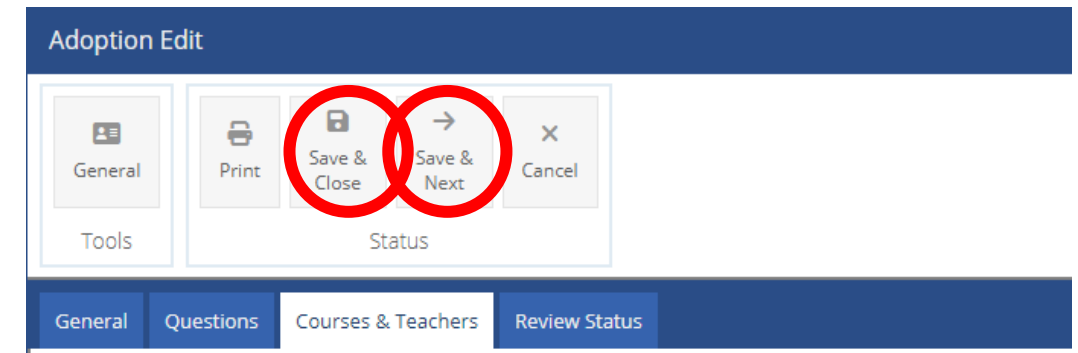 Adoption Edit
General
Print
Save &
Close
Save &
Next
Cancel
Tools
Status
General
Questions
Courses & Teachers
Review Status